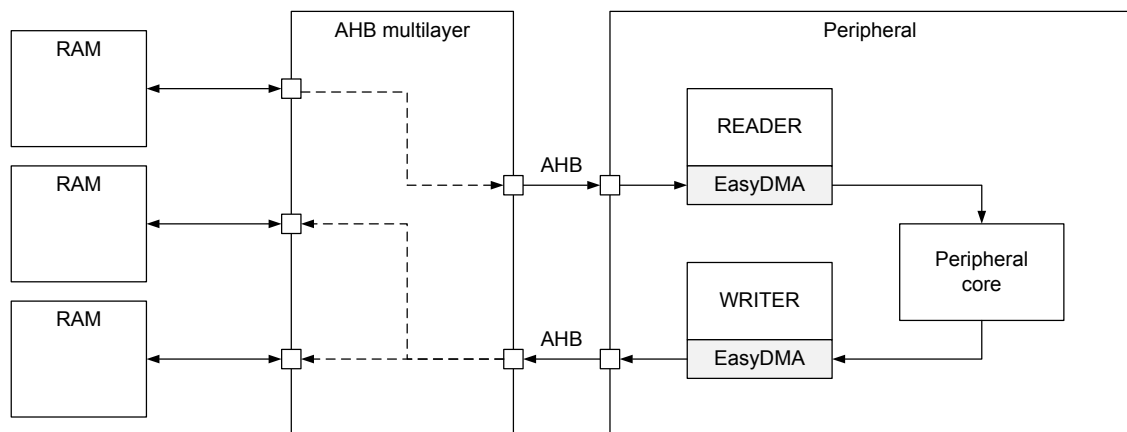 AHB multilayer
Peripheral
RAM
RAM
RAM
AHB
AHB
READER
EasyDMA
WRITER
EasyDMA
Peripheral
core